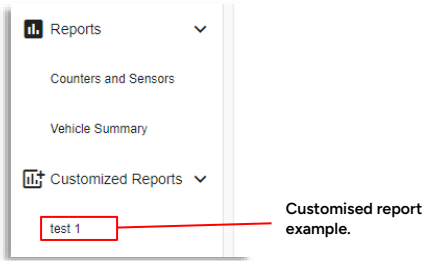 Reports
Counters and Sensors
Vehicle Summary
Customized Reports
test 1
Customised report
example.